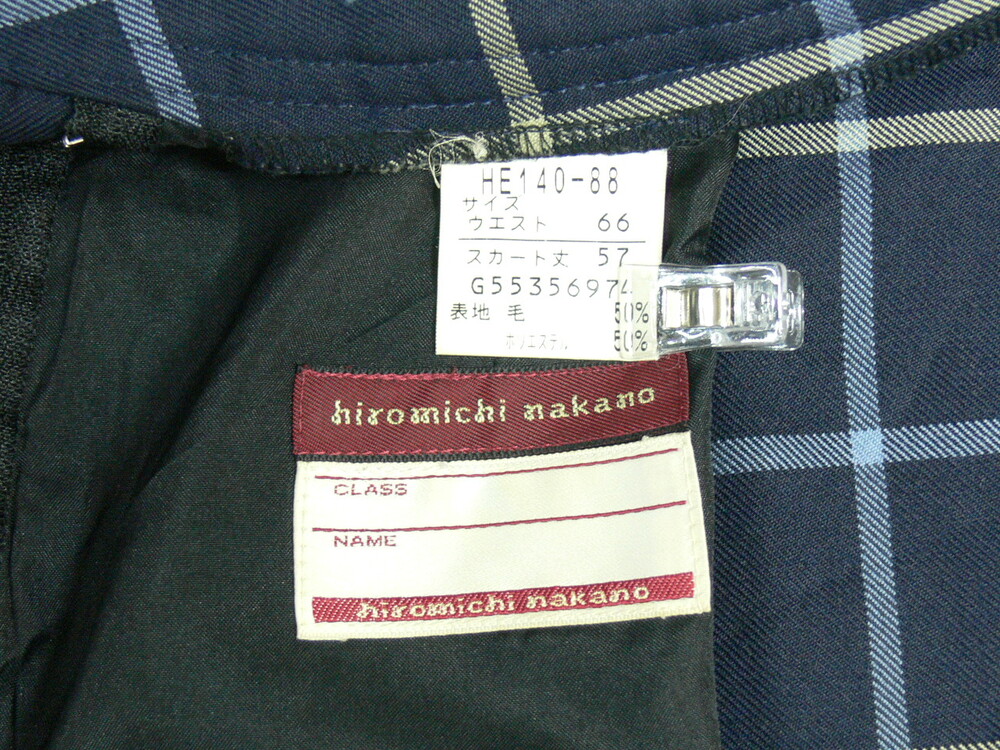 HE140-88
サイズ
ウエスト 66
スカート丈 57
G55356974
表地 毛 50%
ポリエステル 50%
hiromichi nakano
CLASS
NAME
hiromichi nakano